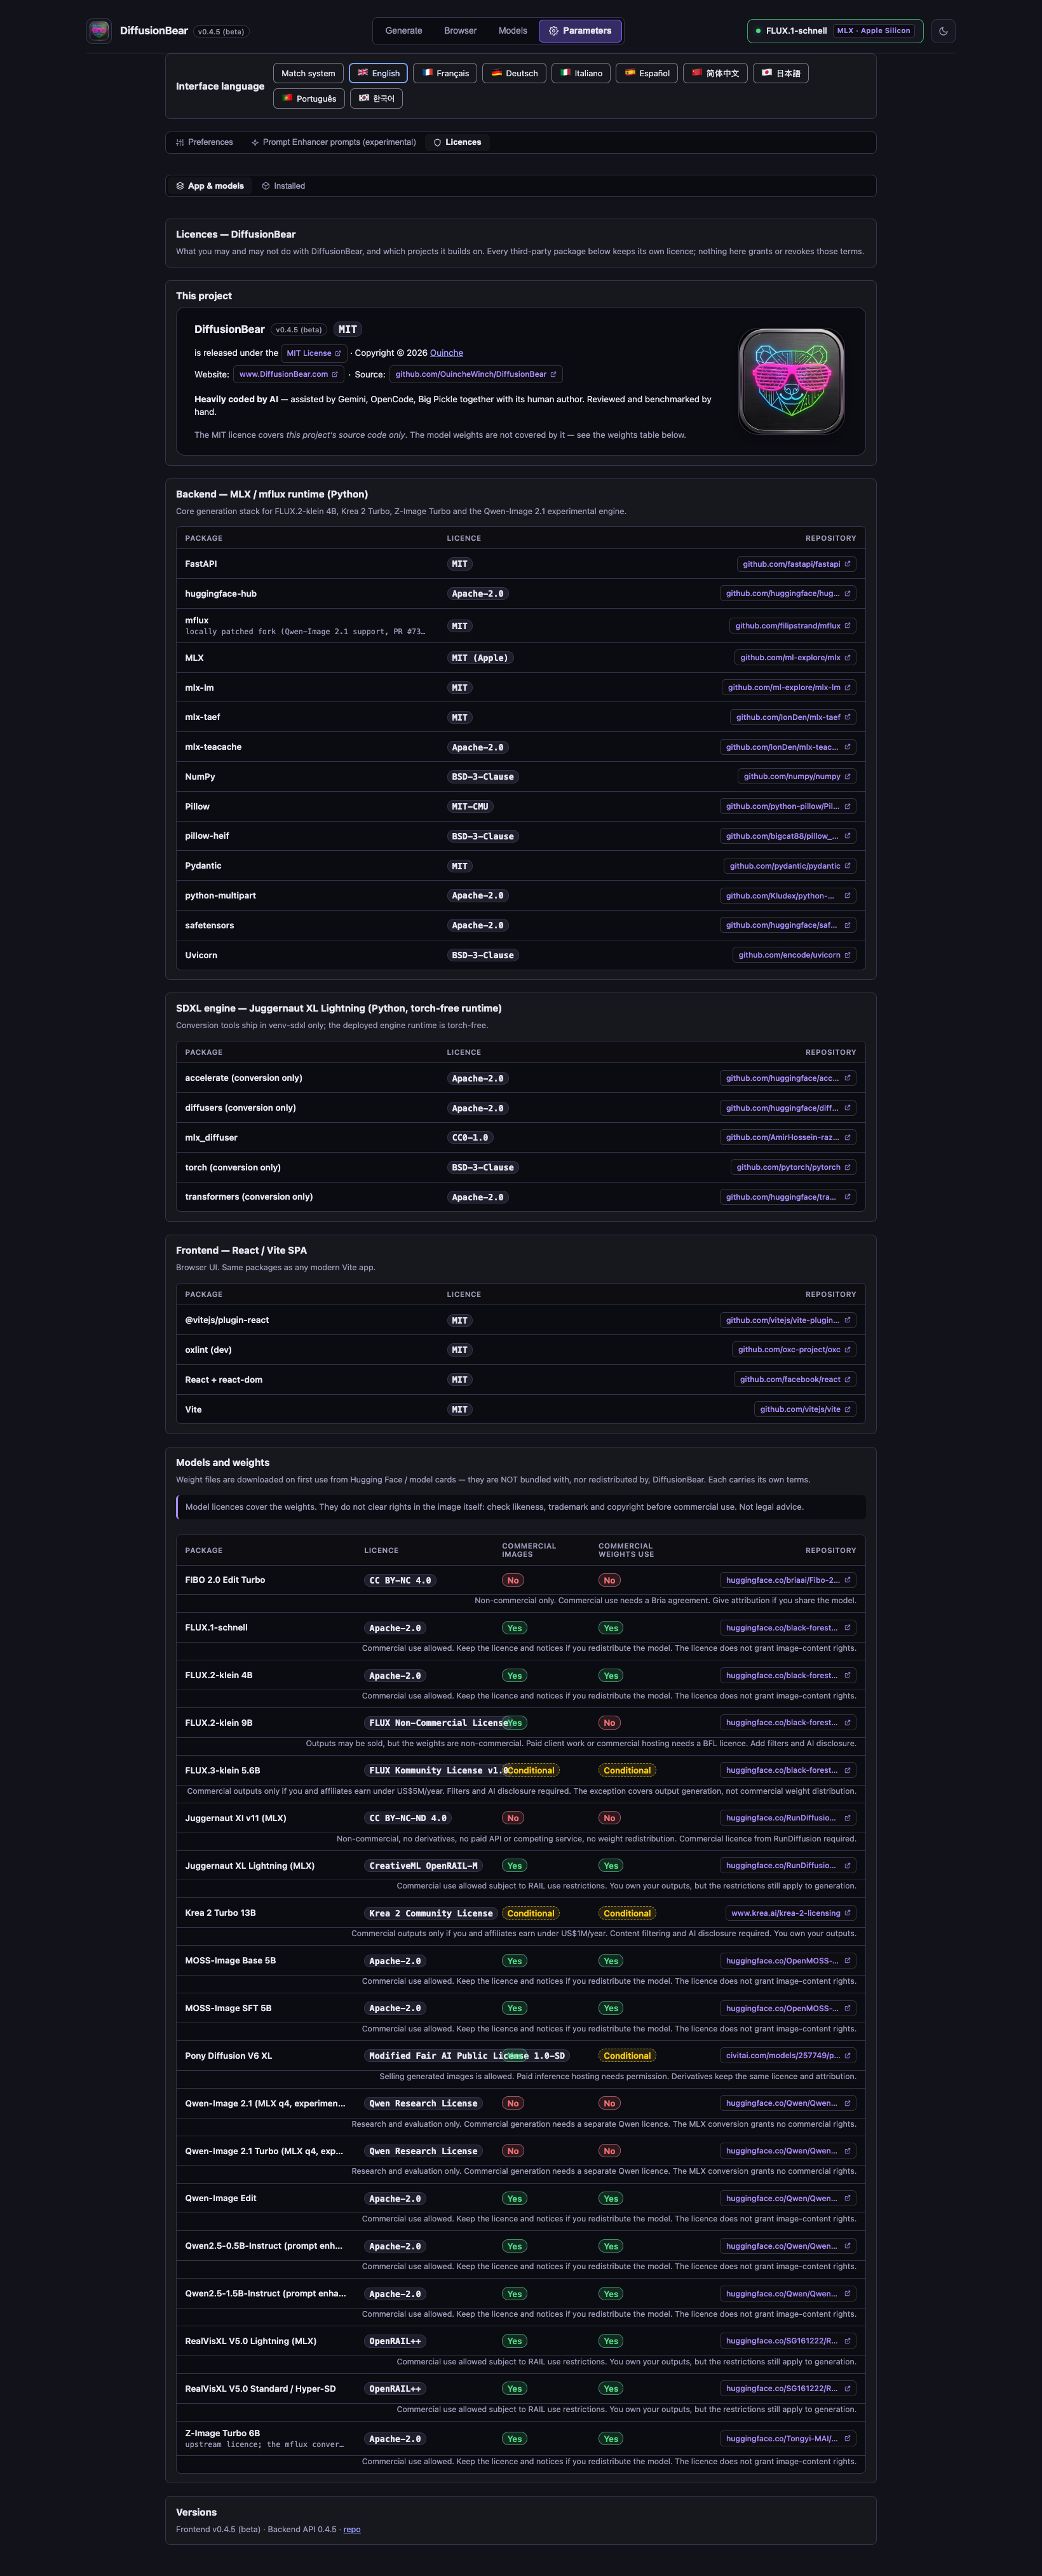 DiffusionBear v0.4.5 (beta) Generate Browser Models Parameters FLUX.1-schnell MLX · Apple Silicon
Interface language
Match system English Français Deutsch Italiano Español 简体中文 日本語
Português 한국어
Preferences Prompt Enhancer prompts (experimental) Licences
App & models Installed
Licences — DiffusionBear
What you may and may not do with DiffusionBear, and which projects it builds on. Every third-party package below keeps its own licence; nothing here grants or revokes those terms.
This project
DiffusionBear v0.4.5 (beta) MIT
is released under the MIT License · Copyright © 2026 Ouinche
Website: www.DiffusionBear.com · Source: github.com/OuincheWinch/DiffusionBear
Heavily coded by AI — assisted by Gemini, OpenCode, Big Pickle together with its human author. Reviewed and benchmarked by
hand.
The MIT licence covers this project's source code only. The model weights are not covered by it — see the weights table below.
Backend — MLX / mflux runtime (Python)
Core generation stack for FLUX.2-klein 4B, Krea 2 Turbo, Z-Image Turbo and the Qwen-Image 2.1 experimental engine.
PACKAGE LICENCE REPOSITORY
FastAPI MIT github.com/fastapi/fastapi
huggingface-hub Apache-2.0 github.com/huggingface/hug...
mflux MIT github.com/filipstrand/mflux
locally patched fork (Qwen-Image 2.1 support, PR #73…
MLX MIT (Apple) github.com/ml-explore/mlx
mlx-lm MIT github.com/ml-explore/mlx-lm
mlx-taef MIT github.com/IonDen/mlx-taef
mlx-teacache Apache-2.0 github.com/IonDen/mlx-teac...
NumPy BSD-3-Clause github.com/numpy/numpy
Pillow MIT-CMU github.com/python-pillow/Pil...
pillow-heif BSD-3-Clause github.com/bigcat88/pillow_...
Pydantic MIT github.com/pydantic/pydantic
python-multipart Apache-2.0 github.com/Kludex/python-...
safetensors Apache-2.0 github.com/huggingface/saf...
Uvicorn BSD-3-Clause github.com/encode/uvicorn
SDXL engine — Juggernaut XL Lightning (Python, torch-free runtime)
Conversion tools ship in venv-sdxl only; the deployed engine runtime is torch-free.
PACKAGE LICENCE REPOSITORY
accelerate (conversion only) Apache-2.0 github.com/huggingface/acc...
diffusers (conversion only) Apache-2.0 github.com/huggingface/diff...
mlx_diffuser CC0-1.0 github.com/AmirHossein-raz...
torch (conversion only) BSD-3-Clause github.com/pytorch/pytorch
transformers (conversion only) Apache-2.0 github.com/huggingface/tra...
Frontend — React / Vite SPA
Browser UI. Same packages as any modern Vite app.
PACKAGE LICENCE REPOSITORY
@vitejs/plugin-react MIT github.com/vitejs/vite-plugin...
oxlint (dev) MIT github.com/oxc-project/oxc
React + react-dom MIT github.com/facebook/react
Vite MIT github.com/vitejs/vite
Models and weights
Weight files are downloaded on first use from Hugging Face / model cards — they are NOT bundled with, nor redistributed by, DiffusionBear. Each carries its own terms.
Model licences cover the weights. They do not clear rights in the image itself: check likeness, trademark and copyright before commercial use. Not legal advice.
PACKAGE LICENCE COMMERCIAL IMAGES COMMERCIAL WEIGHTS USE REPOSITORY
FIBO 2.0 Edit Turbo CC BY-NC 4.0 No No huggingface.co/briaai/Fibo-2...
Non-commercial only. Commercial use needs a Bria agreement. Give attribution if you share the model.
FLUX.1-schnell Apache-2.0 Yes Yes huggingface.co/black-forest...
Commercial use allowed. Keep the licence and notices if you redistribute the model. The licence does not grant image-content rights.
FLUX.2-klein 4B Apache-2.0 Yes Yes huggingface.co/black-forest...
Commercial use allowed. Keep the licence and notices if you redistribute the model. The licence does not grant image-content rights.
FLUX.2-klein 9B FLUX Non-Commercial License Yes No huggingface.co/black-forest...
Outputs may be sold, but the weights are non-commercial. Paid client work or commercial hosting needs a BFL licence. Add filters and AI disclosure.
FLUX.3-klein 5.6B FLUX Kommunity License v1.0 Conditional Conditional huggingface.co/black-forest...
Commercial outputs only if you and affiliates earn under US$5M/year. Filters and AI disclosure required. The exception covers output generation, not commercial weight distribution.
Juggernaut XI v11 (MLX) CC BY-NC-ND 4.0 No No huggingface.co/RunDiffusio...
Non-commercial, no derivatives, no paid API or competing service, no weight redistribution. Commercial licence from RunDiffusion required.
Juggernaut XL Lightning (MLX) CreativeML OpenRAIL-M Yes Yes huggingface.co/RunDiffusio...
Commercial use allowed subject to RAIL use restrictions. You own your outputs, but the restrictions still apply to generation.
Krea 2 Turbo 13B Krea 2 Community License Conditional Conditional www.krea.ai/krea-2-licensing
Commercial outputs only if you and affiliates earn under US$1M/year. Content filtering and AI disclosure required. You own your outputs.
MOSS-Image Base 5B Apache-2.0 Yes Yes huggingface.co/OpenMOSS-...
Commercial use allowed. Keep the licence and notices if you redistribute the model. The licence does not grant image-content rights.
MOSS-Image SFT 5B Apache-2.0 Yes Yes huggingface.co/OpenMOSS-...
Commercial use allowed. Keep the licence and notices if you redistribute the model. The licence does not grant image-content rights.
Pony Diffusion V6 XL Modified Fair AI Public License 1.0-SD Conditional civitai.com/models/257749/p...
Selling generated images is allowed. Paid inference hosting needs permission. Derivatives keep the same licence and attribution.
Qwen-Image 2.1 (MLX q4, experimen... Qwen Research License No No huggingface.co/Qwen/Qwen...
Research and evaluation only. Commercial generation needs a separate Qwen licence. The MLX conversion grants no commercial rights.
Qwen-Image 2.1 Turbo (MLX q4, exp... Qwen Research License No No huggingface.co/Qwen/Qwen...
Research and evaluation only. Commercial generation needs a separate Qwen licence. The MLX conversion grants no commercial rights.
Qwen-Image Edit Apache-2.0 Yes Yes huggingface.co/Qwen/Qwen...
Commercial use allowed. Keep the licence and notices if you redistribute the model. The licence does not grant image-content rights.
Qwen2.5-0.5B-Instruct (prompt enh... Apache-2.0 Yes Yes huggingface.co/Qwen/Qwen...
Commercial use allowed. Keep the licence and notices if you redistribute the model. The licence does not grant image-content rights.
Qwen2.5-1.5B-Instruct (prompt enha... Apache-2.0 Yes Yes huggingface.co/Qwen/Qwen...
Commercial use allowed. Keep the licence and notices if you redistribute the model. The licence does not grant image-content rights.
RealVisXL V5.0 Lightning (MLX) OpenRAIL++ Yes Yes huggingface.co/SG161222/R...
Commercial use allowed subject to RAIL use restrictions. You own your outputs, but the restrictions still apply to generation.
RealVisXL V5.0 Standard / Hyper-SD OpenRAIL++ Yes Yes huggingface.co/SG161222/R...
Commercial use allowed subject to RAIL use restrictions. You own your outputs, but the restrictions still apply to generation.
Z-Image Turbo 6B Apache-2.0 Yes Yes huggingface.co/Tongyi-MAI/...
upstream licence; the mflux conver…
Commercial use allowed. Keep the licence and notices if you redistribute the model. The licence does not grant image-content rights.
Versions
Frontend v0.4.5 (beta) · Backend API 0.4.5 · repo